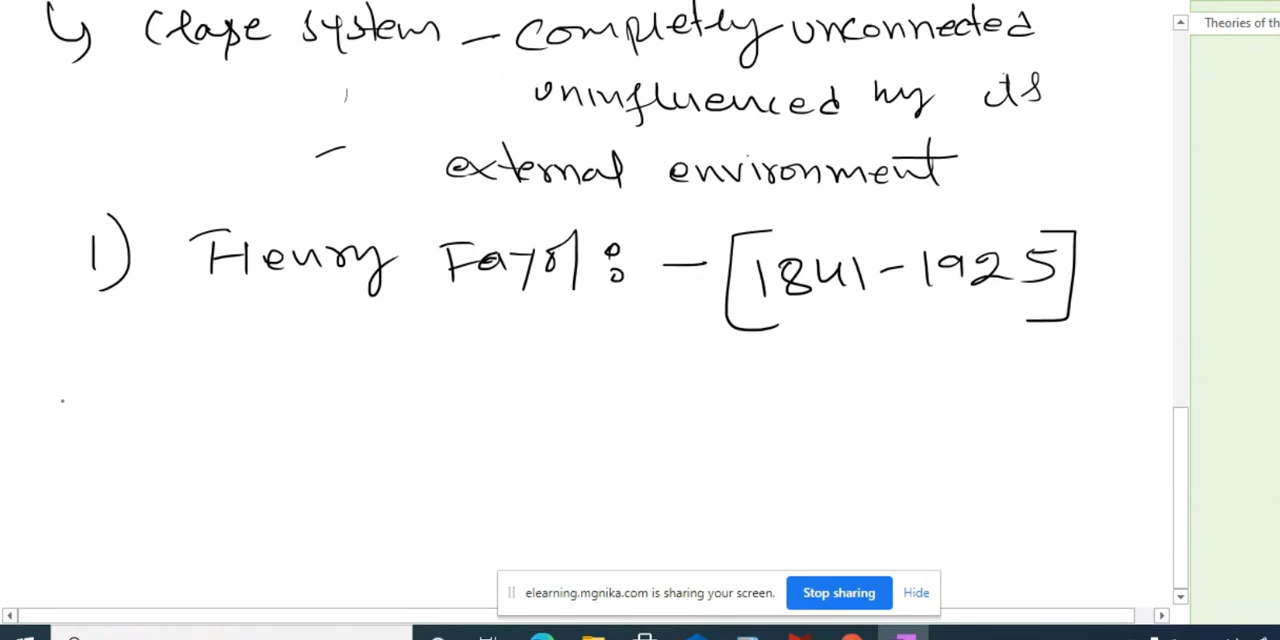 ↳ Clase system - completly unconnected
Theories of th
uninfluenced by its
external environment
1) Henry Fayol :- [1841-1925]
elearning.mgnika.com is sharing your screen. Stop sharing Hide